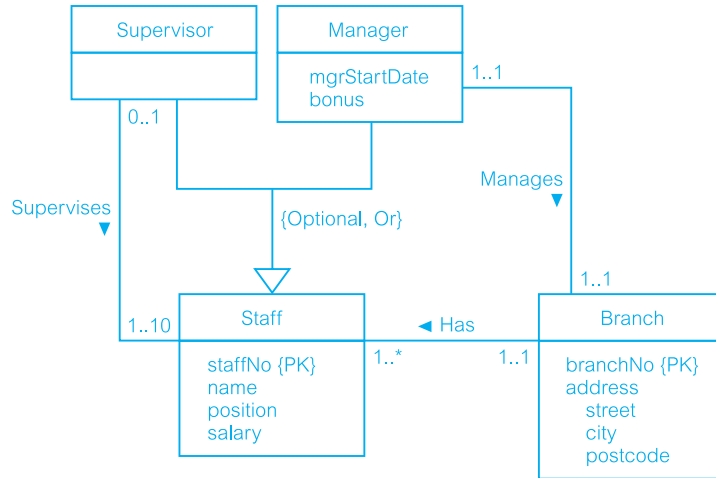 Supervisor
Manager
mgrStartDate
bonus
1..1
0..1
Manages
▼
Supervises
▼
{Optional, Or}
1..1
Staff
Branch
1..10
◄ Has
1..*
1..1
staffNo {PK}
name
position
salary
branchNo {PK}
address
street
city
postcode